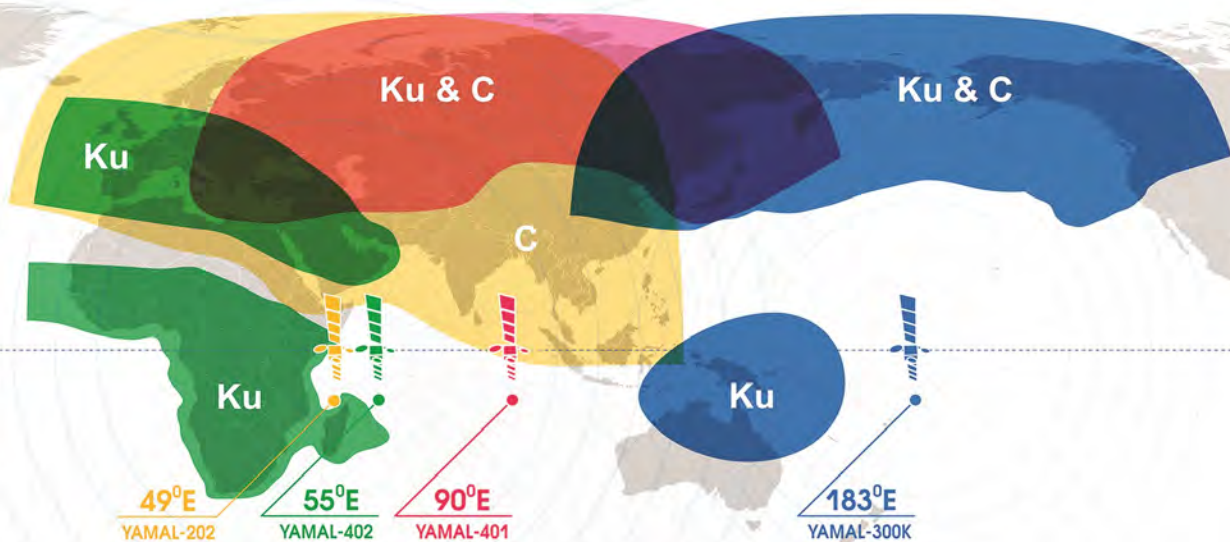 Ku & C
Ku & C
Ku
C
Ku
Ku
49⁰E
YAMAL-202
55⁰E
YAMAL-402
90⁰E
YAMAL-401
183⁰E
YAMAL-300K